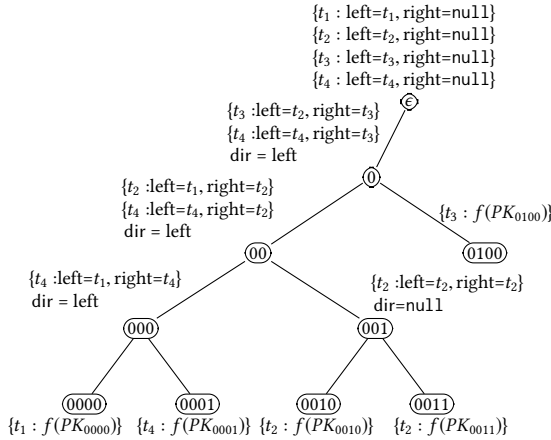 {t₁ : left=t₁, right=null}
{t₂ : left=t₂, right=null}
{t₃ : left=t₃, right=null}
{t₄ : left=t₄, right=null}
ϵ
{t₃ :left=t₂, right=t₃}
{t₄ :left=t₄, right=t₃}
dir = left
0
{t₂ :left=t₁, right=t₂}
{t₄ :left=t₄, right=t₂}
dir = left
{t₃ : f(PK₀₁₀₀)}
00
0100
{t₄ :left=t₁, right=t₄}
dir = left
{t₂ :left=t₂, right=t₂}
dir=null
000
001
0000
0001
0010
0011
{t₁ : f(PK₀₀₀₀)}
{t₄ : f(PK₀₀₀₁)}
{t₂ : f(PK₀₀₁₀)}
{t₂ : f(PK₀₀₁₁)}